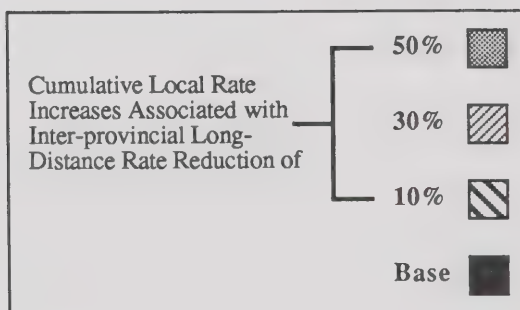 Cumulative Local Rate
Increases Associated with
Inter-provincial Long-
Distance Rate Reduction of
50%
30%
10%
Base